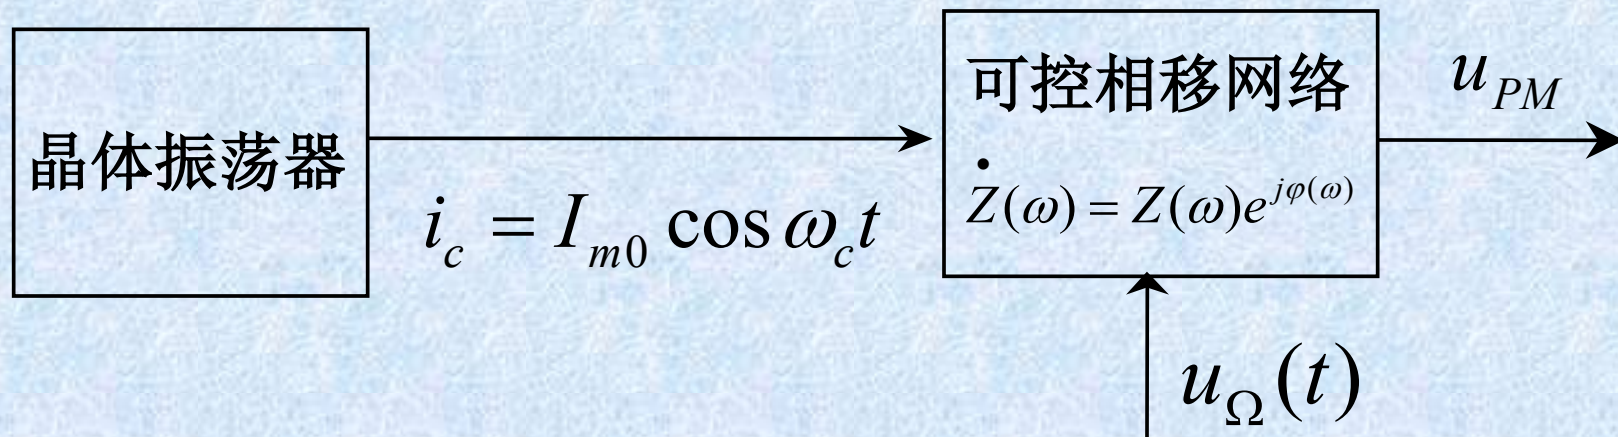 晶体振荡器
i_c = I_{m0} cos ω_c t
可控相移网络
Ż(ω) = Z(ω)e^{jφ(ω)}
u_{PM}
u_Ω(t)